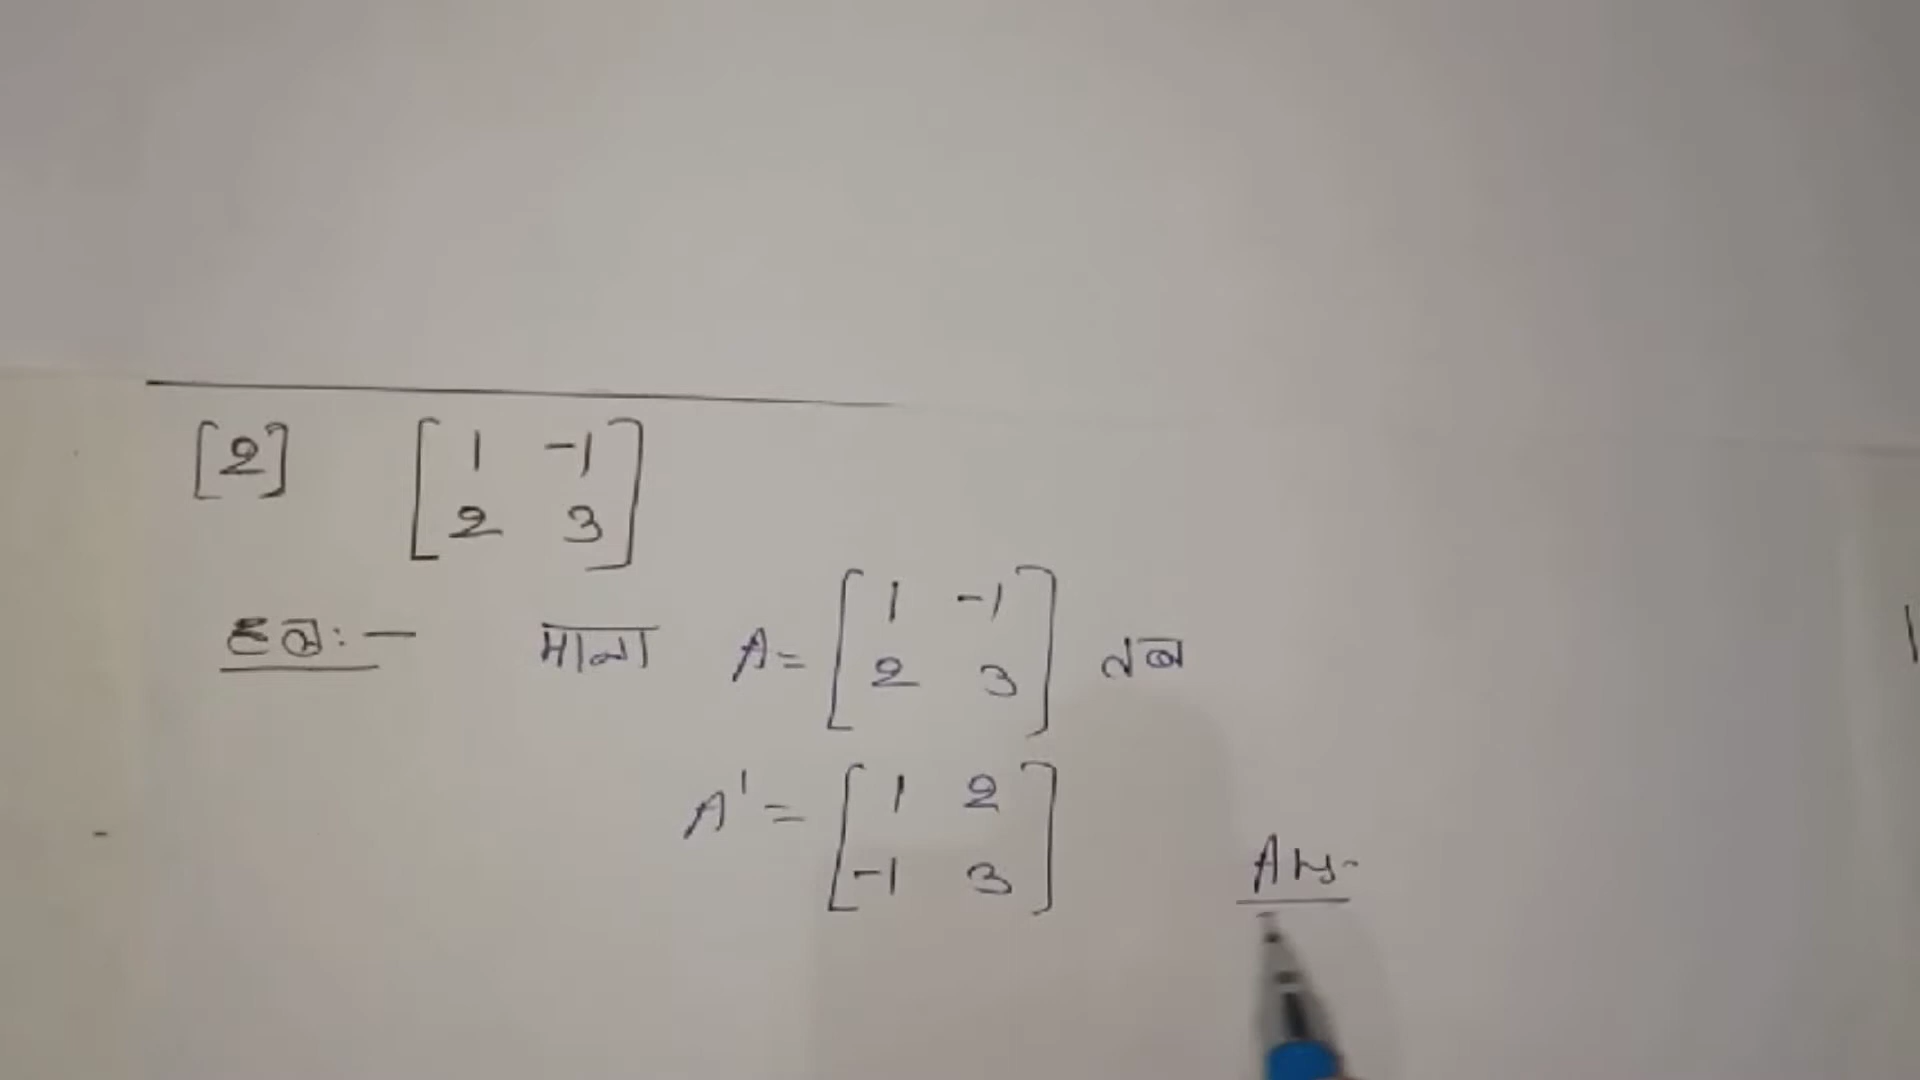 [2] [1 -1
2 3]
हल:— माना A = [1 -1
2 3] तब
A' = [1 2
-1 3]
Ans.